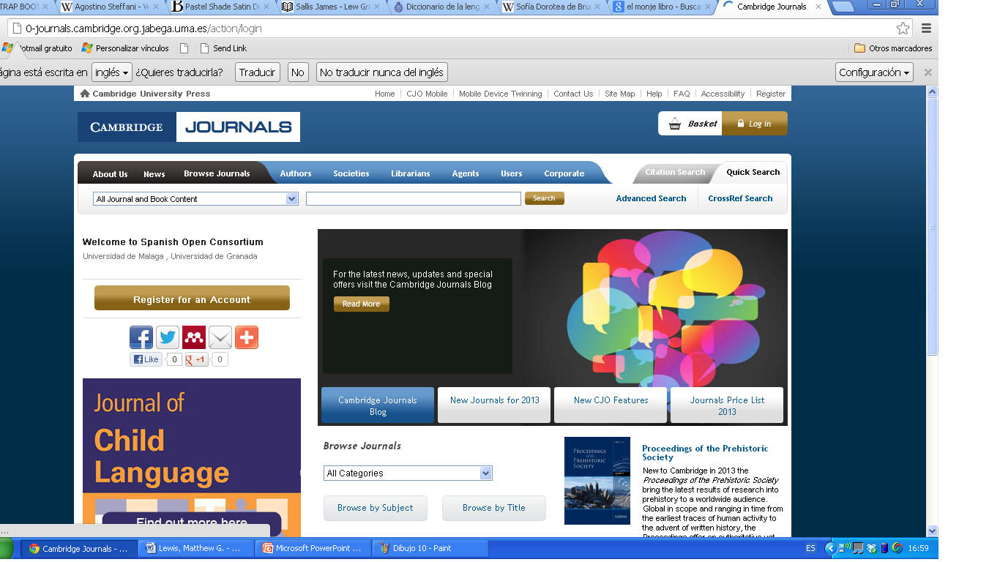 TRAP BOOT
Agostino Steffani - W
Pastel Shade Satin D
Sallis James - Lew Gri
Diccionario de la leng
Sofía Dorotea de Bru
el monje libro - Busca
Cambridge Journals
0-journals.cambridge.org.jabega.uma.es/action/login
otmail gratuito
Personalizar vínculos
Send Link
Otros marcadores
ágina está escrita en
inglés
¿Quieres traducirla?
Traducir
No
No traducir nunca del inglés
Configuración
Cambridge University Press
Home | CJO Mobile | Mobile Device Twinning | Contact Us | Site Map | Help | FAQ | Accessibility | Register
CAMBRIDGE JOURNALS
Basket
Log in
About Us
News
Browse Journals
Authors
Societies
Librarians
Agents
Users
Corporate
Citation Search
Quick Search
All Journal and Book Content
Search
Advanced Search
CrossRef Search
Welcome to Spanish Open Consortium
Universidad de Malaga , Universidad de Granada
Register for an Account
Like
0
+1
0
Journal of
Child
Language
Find out more here
For the latest news, updates and special
offers visit the Cambridge Journals Blog
Read More
Cambridge Journals
Blog
New Journals for 2013
New CJO Features
Journals Price List
2013
Browse Journals
All Categories
Browse by Subject
Browse by Title
PROCEEDINGS
of the
PREHISTORIC
SOCIETY
Proceedings of the Prehistoric
Society
New to Cambridge in 2013 the
Proceedings of the Prehistoric Society
bring the latest results of research into
prehistory to a worldwide audience.
Global in scope and ranging in time from
the earliest traces of human activity to
the advent of written history, the
Proceedings offer an authoritative yet
...
Cambridge Journals - ...
Lewis, Matthew G. - ...
Microsoft PowerPoint ...
Dibujo 10 - Paint
ES
16:59